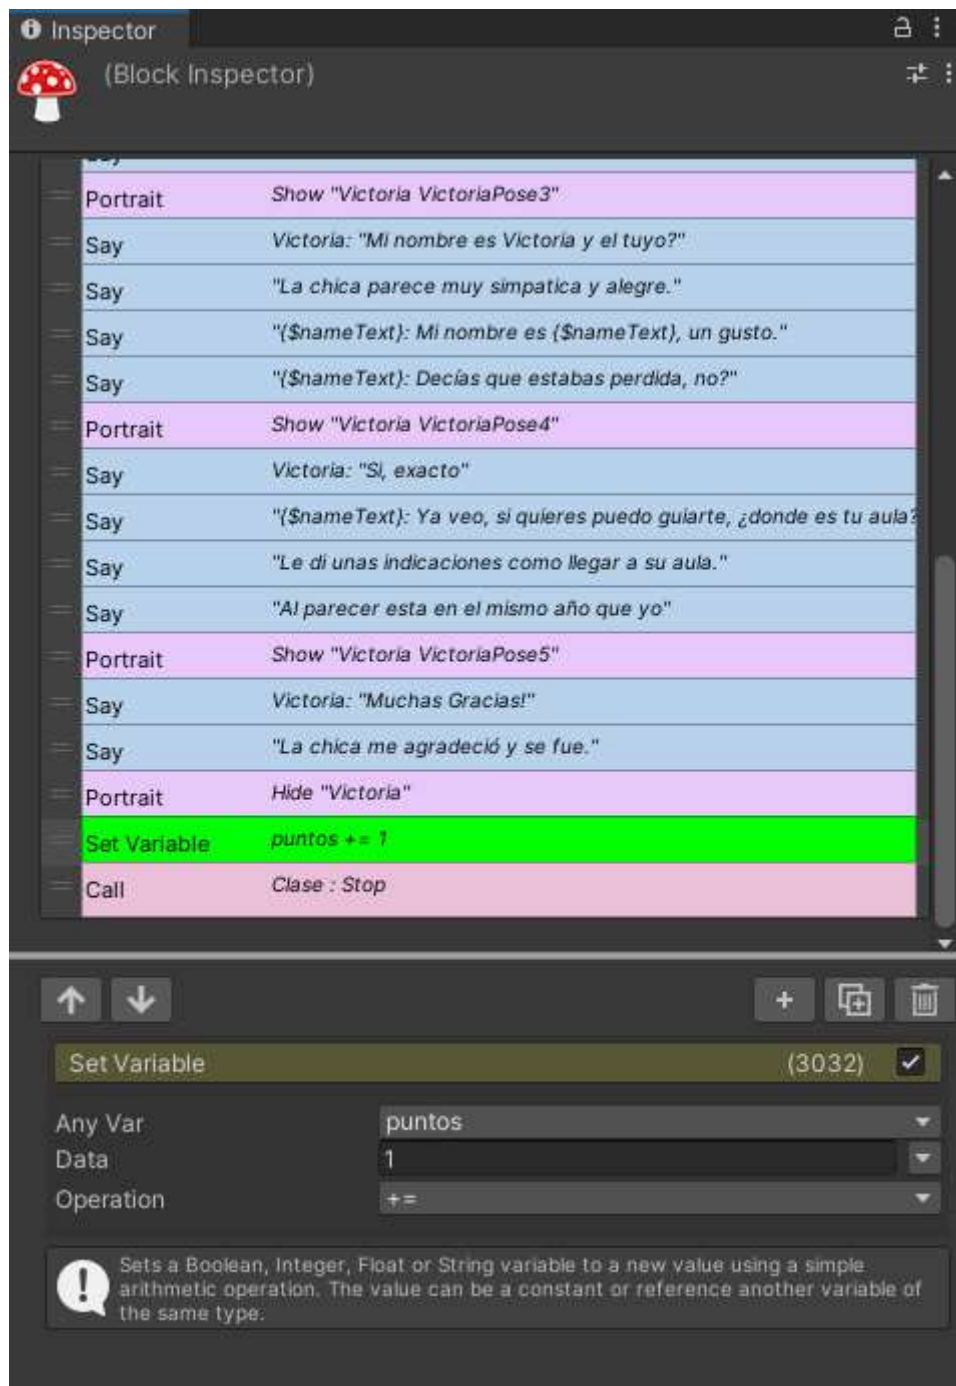 Inspector
(Block Inspector)
Say
Portrait Show "Victoria VictoriaPose3"
Say Victoria: "Mi nombre es Victoria y el tuyo?"
Say "La chica parece muy simpatica y alegre."
Say "{$nameText}: Mi nombre es {$nameText}, un gusto."
Say "{$nameText}: Decías que estabas perdida, no?"
Portrait Show "Victoria VictoriaPose4"
Say Victoria: "Si, exacto"
Say "{$nameText}: Ya veo, si quieres puedo guiarte, ¿donde es tu aula?
Say "Le di unas indicaciones como llegar a su aula."
Say "Al parecer esta en el mismo año que yo"
Portrait Show "Victoria VictoriaPose5"
Say Victoria: "Muchas Gracias!"
Say "La chica me agradeció y se fue."
Portrait Hide "Victoria"
Set Variable puntos += 1
Call Clase : Stop
Set Variable (3032)
Any Var puntos
Data 1
Operation +=
Sets a Boolean, Integer, Float or String variable to a new value using a simple
arithmetic operation. The value can be a constant or reference another variable of
the same type.